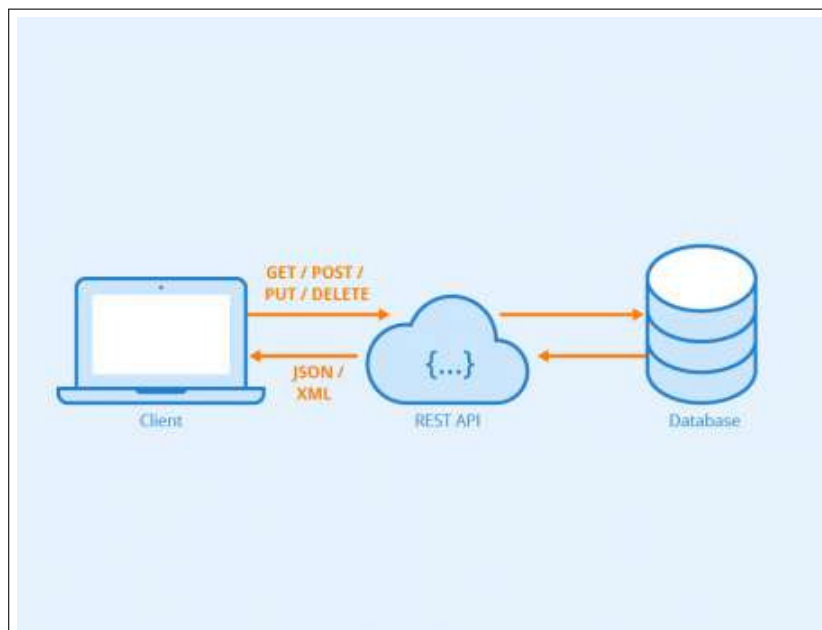 GET / POST /
PUT / DELETE
{...}
JSON /
XML
Client
REST API
Database